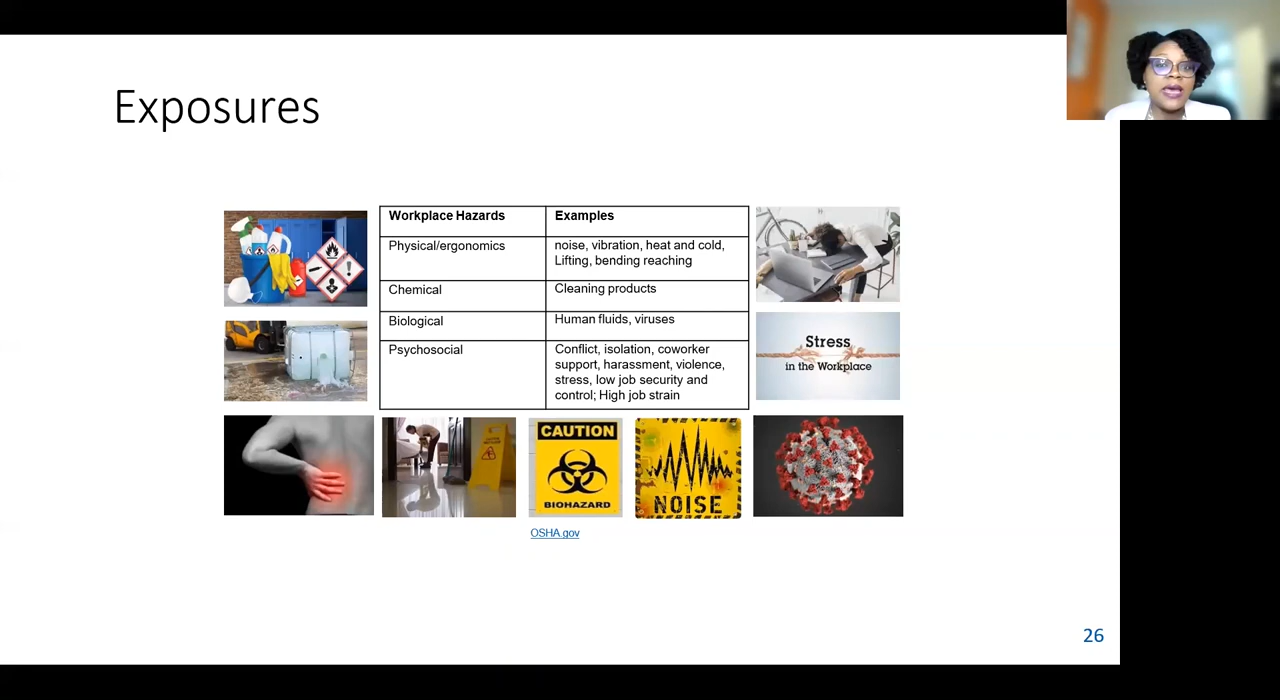 Exposures
Workplace Hazards
Examples
Physical/ergonomics
noise, vibration, heat and cold,
Lifting, bending reaching
Chemical
Cleaning products
Biological
Human fluids, viruses
Psychosocial
Conflict, isolation, coworker
support, harassment, violence,
stress, low job security and
control; High job strain
Stress
in the Workplace
CAUTION
BIOHAZARD
NOISE
OSHA.gov
26